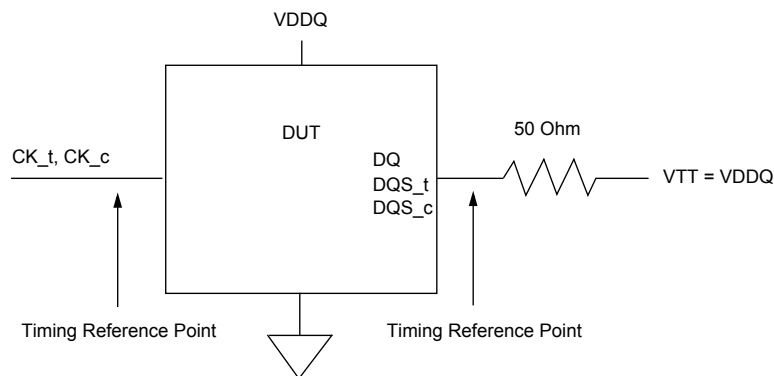 VDDQ
50 Ohm
DUT
CK_t, CK_c
DQ
DQS_t
DQS_c
VTT = VDDQ
Timing Reference Point
Timing Reference Point